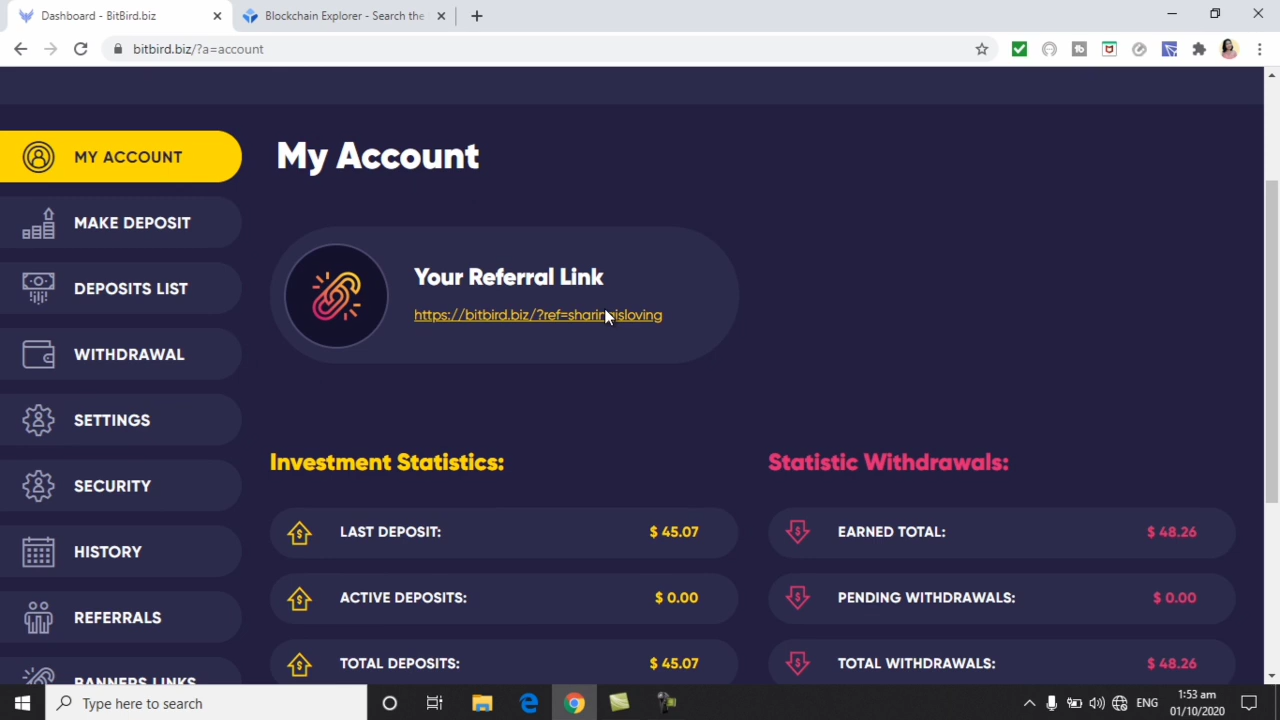 Dashboard - BitBird.biz
Blockchain Explorer - Search the
bitbird.biz/?a=account
MY ACCOUNT
MAKE DEPOSIT
DEPOSITS LIST
WITHDRAWAL
SETTINGS
SECURITY
HISTORY
REFERRALS
BANNERS LINKS
My Account
Your Referral Link
https://bitbird.biz/?ref=sharingisloving
Investment Statistics:
LAST DEPOSIT: $ 45.07
ACTIVE DEPOSITS: $ 0.00
TOTAL DEPOSITS: $ 45.07
Statistic Withdrawals:
EARNED TOTAL: $ 48.26
PENDING WITHDRAWALS: $ 0.00
TOTAL WITHDRAWALS: $ 48.26
Type here to search
ENG
1:53 am
01/10/2020